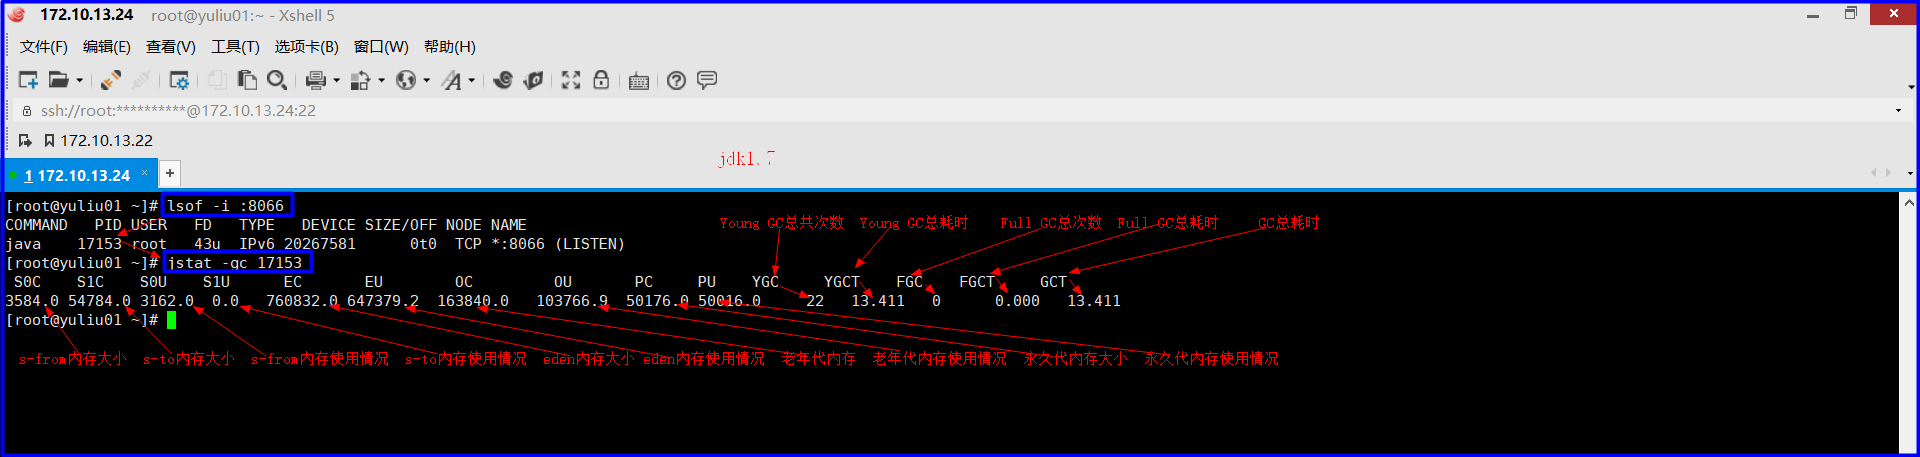 172.10.13.24 root@yuliu01:~ - Xshell 5
文件(F) 编辑(E) 查看(V) 工具(T) 选项卡(B) 窗口(W) 帮助(H)
ssh://root:**********@172.10.13.24:22
172.10.13.22
jdk1.7
1 172.10.13.24 × +
[root@yuliu01 ~]# lsof -i :8066
COMMAND PID USER FD TYPE DEVICE SIZE/OFF NODE NAME
Young GC总共次数 Young GC总耗时 Full GC总次数 Full GC总耗时 GC总耗时
java 17153 root 43u IPv6 20267581 0t0 TCP *:8066 (LISTEN)
[root@yuliu01 ~]# jstat -gc 17153
S0C S1C S0U S1U EC EU OC OU PC PU YGC YGCT FGC FGCT GCT
3584.0 54784.0 3162.0 0.0 760832.0 647379.2 163840.0 103766.9 50176.0 50016.0 22 13.411 0 0.000 13.411
[root@yuliu01 ~]#
s-from内存大小 s-to内存大小 s-from内存使用情况 s-to内存使用情况 eden内存大小 eden内存使用情况 老年代内存 老年代内存使用情况 永久代内存大小 永久代内存使用情况